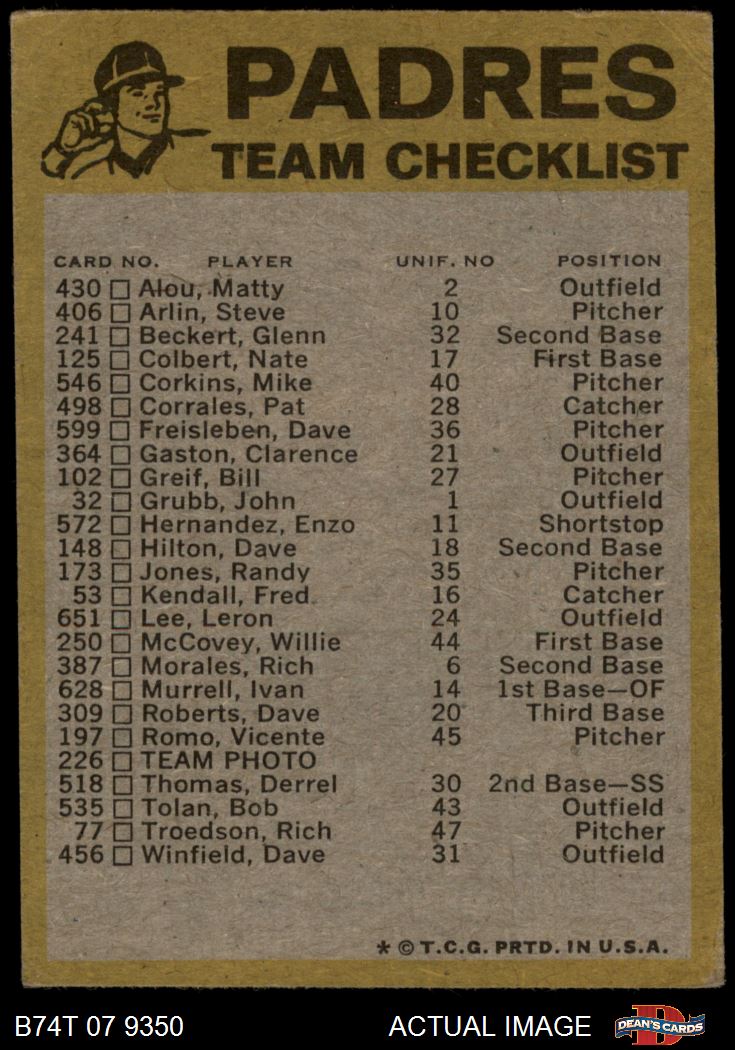 PADRES
TEAM CHECKLIST
CARD NO. PLAYER UNIF. NO POSITION
430 Alou, Matty 2 Outfield
406 Arlin, Steve 10 Pitcher
241 Beckert, Glenn 32 Second Base
125 Colbert, Nate 17 First Base
546 Corkins, Mike 40 Pitcher
498 Corrales, Pat 28 Catcher
599 Freisleben, Dave 36 Pitcher
364 Gaston, Clarence 21 Outfield
102 Greif, Bill 27 Pitcher
32 Grubb, John 1 Outfield
572 Hernandez, Enzo 11 Shortstop
148 Hilton, Dave 18 Second Base
173 Jones, Randy 35 Pitcher
53 Kendall, Fred 16 Catcher
651 Lee, Leron 24 Outfield
250 McCovey, Willie 44 First Base
387 Morales, Rich 6 Second Base
628 Murrell, Ivan 14 1st Base—OF
309 Roberts, Dave 20 Third Base
197 Romo, Vicente 45 Pitcher
226 TEAM PHOTO
518 Thomas, Derrel 30 2nd Base—SS
535 Tolan, Bob 43 Outfield
77 Troedson, Rich 47 Pitcher
456 Winfield, Dave 31 Outfield
* © T.C.G. PRTD. IN U.S.A.
B74T 07 9350 ACTUAL IMAGE D DEAN'S CARDS